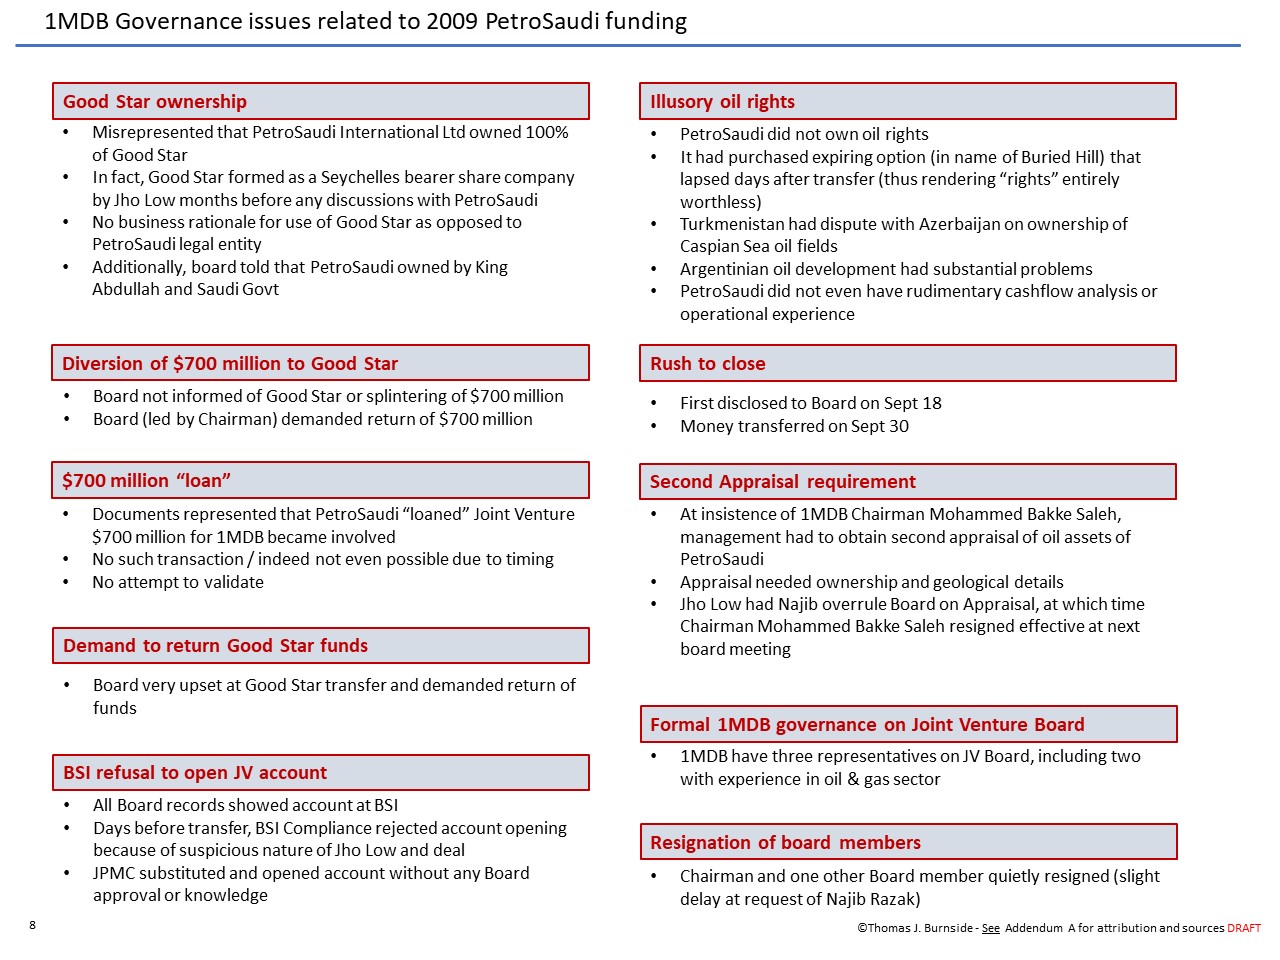 1MDB Governance issues related to 2009 PetroSaudi funding
Good Star ownership
• Misrepresented that PetroSaudi International Ltd owned 100%
of Good Star
• In fact, Good Star formed as a Seychelles bearer share company
by Jho Low months before any discussions with PetroSaudi
• No business rationale for use of Good Star as opposed to
PetroSaudi legal entity
• Additionally, board told that PetroSaudi owned by King
Abdullah and Saudi Govt
Diversion of $700 million to Good Star
• Board not informed of Good Star or splintering of $700 million
• Board (led by Chairman) demanded return of $700 million
$700 million “loan”
• Documents represented that PetroSaudi “loaned” Joint Venture
$700 million for 1MDB became involved
• No such transaction / indeed not even possible due to timing
• No attempt to validate
Demand to return Good Star funds
• Board very upset at Good Star transfer and demanded return of
funds
BSI refusal to open JV account
• All Board records showed account at BSI
• Days before transfer, BSI Compliance rejected account opening
because of suspicious nature of Jho Low and deal
• JPMC substituted and opened account without any Board
approval or knowledge
Illusory oil rights
• PetroSaudi did not own oil rights
• It had purchased expiring option (in name of Buried Hill) that
lapsed days after transfer (thus rendering “rights” entirely
worthless)
• Turkmenistan had dispute with Azerbaijan on ownership of
Caspian Sea oil fields
• Argentinian oil development had substantial problems
• PetroSaudi did not even have rudimentary cashflow analysis or
operational experience
Rush to close
• First disclosed to Board on Sept 18
• Money transferred on Sept 30
Second Appraisal requirement
• At insistence of 1MDB Chairman Mohammed Bakke Saleh,
management had to obtain second appraisal of oil assets of
PetroSaudi
• Appraisal needed ownership and geological details
• Jho Low had Najib overrule Board on Appraisal, at which time
Chairman Mohammed Bakke Saleh resigned effective at next
board meeting
Formal 1MDB governance on Joint Venture Board
• 1MDB have three representatives on JV Board, including two
with experience in oil & gas sector
Resignation of board members
• Chairman and one other Board member quietly resigned (slight
delay at request of Najib Razak)
8
©Thomas J. Burnside - See Addendum A for attribution and sources DRAFT